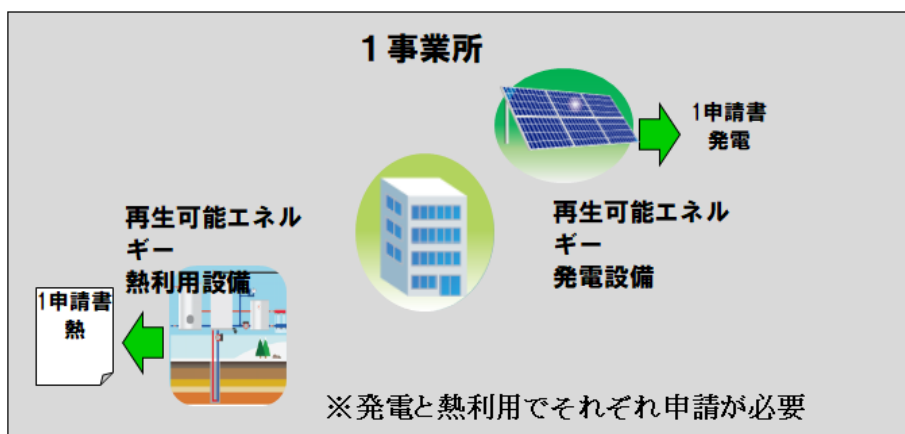 1事業所
1申請書
発電
再生可能エネル
ギー
発電設備
再生可能エネル
ギー
熱利用設備
1申請書
熱
※発電と熱利用でそれぞれ申請が必要